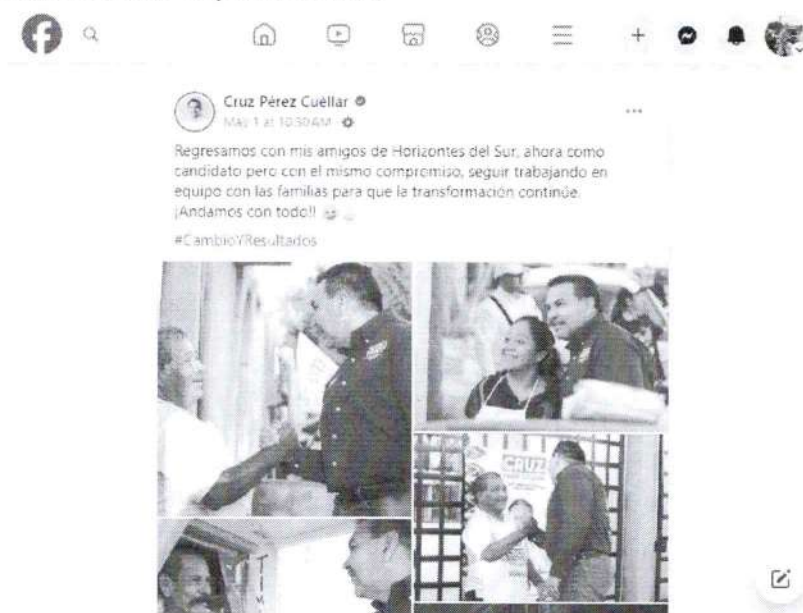 Cruz Pérez Cuéllar
May 1 at 10:30 AM
Regresamos con mis amigos de Horizontes del Sur, ahora como
candidato pero con el mismo compromiso, seguir trabajando en
equipo con las familias para que la transformación continúe.
¡Andamos con todo!!
#CambioYResultados
CRUZ